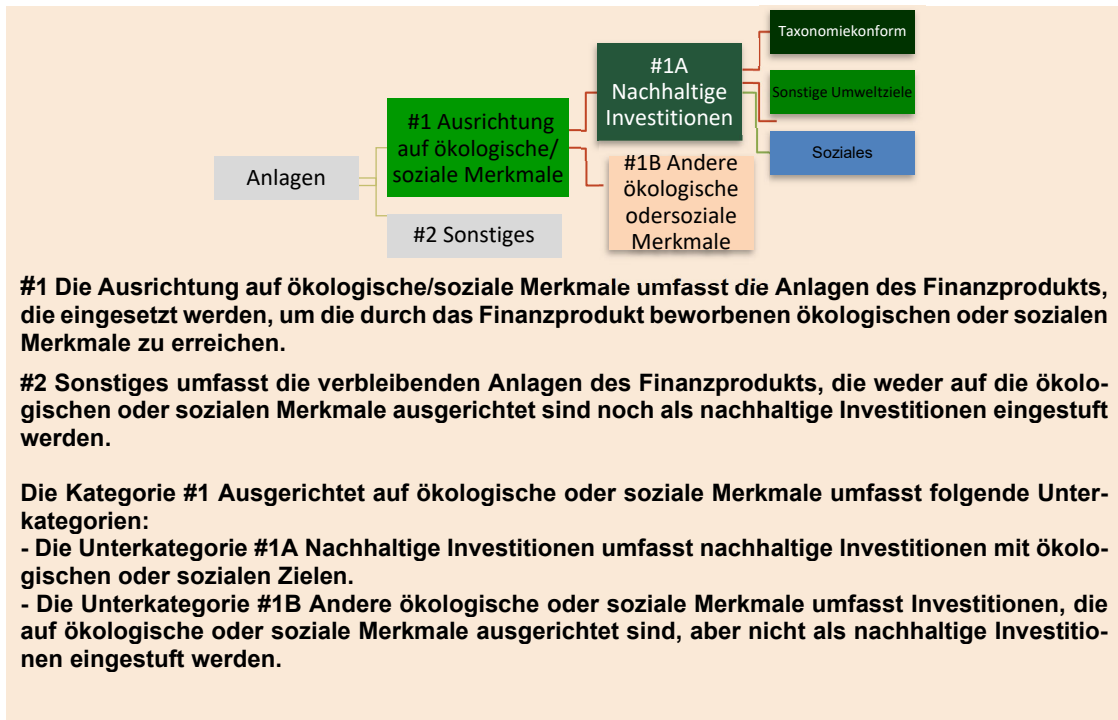 Taxonomiekonform
#1A
Nachhaltige
Investitionen
Sonstige Umweltziele
#1 Ausrichtung
auf ökologische/
soziale Merkmale
Soziales
Anlagen
#1B Andere
ökologische
odersoziale
Merkmale
#2 Sonstiges
#1 Die Ausrichtung auf ökologische/soziale Merkmale umfasst die Anlagen des Finanzprodukts,
die eingesetzt werden, um die durch das Finanzprodukt beworbenen ökologischen oder sozialen
Merkmale zu erreichen.
#2 Sonstiges umfasst die verbleibenden Anlagen des Finanzprodukts, die weder auf die ökolo-
gischen oder sozialen Merkmale ausgerichtet sind noch als nachhaltige Investitionen eingestuft
werden.
Die Kategorie #1 Ausgerichtet auf ökologische oder soziale Merkmale umfasst folgende Unter-
kategorien:
- Die Unterkategorie #1A Nachhaltige Investitionen umfasst nachhaltige Investitionen mit ökolo-
gischen oder sozialen Zielen.
- Die Unterkategorie #1B Andere ökologische oder soziale Merkmale umfasst Investitionen, die
auf ökologische oder soziale Merkmale ausgerichtet sind, aber nicht als nachhaltige Investitio-
nen eingestuft werden.